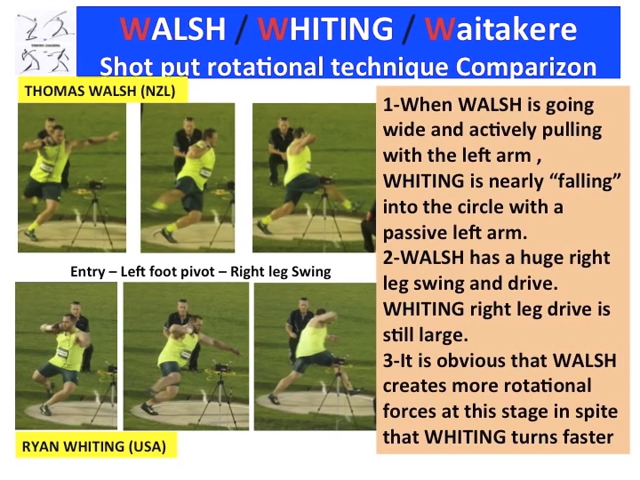 WALSH / WHITING / Waitakere
Shot put rotational technique Comparizon
THOMAS WALSH (NZL)
Entry – Left foot pivot – Right leg Swing
RYAN WHITING (USA)
1-When WALSH is going
wide and actively pulling
with the left arm ,
WHITING is nearly “falling”
into the circle with a
passive left arm.
2-WALSH has a huge right
leg swing and drive.
WHITING right leg drive is
still large.
3-It is obvious that WALSH
creates more rotational
forces at this stage in spite
that WHITING turns faster